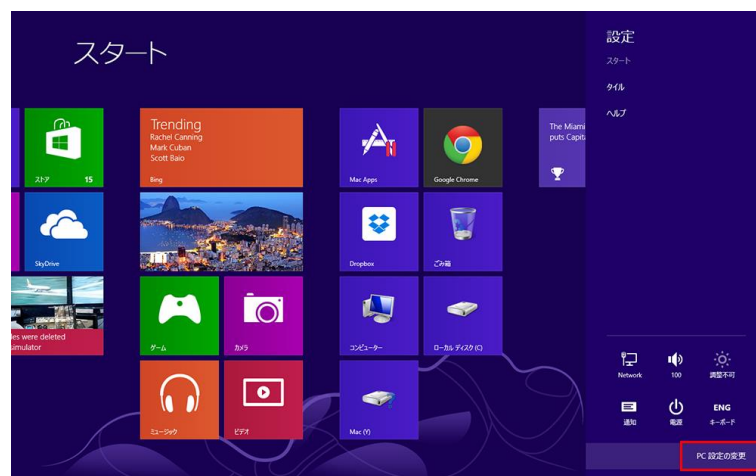 スタート
ストア
15
SkyDrive
les were deleted
simulator
Trending
Rachel Canning
Mark Cuban
Scott Baio
Bing
ゲーム
カメラ
ミュージック
ビデオ
Mac Apps
Google Chrome
Dropbox
ごみ箱
コンピューター
ローカル ディスク (C)
Mac (Y)
The Miami
puts Capit
設定
スタート
タイル
ヘルプ
Network
100
調整不可
通知
電源
ENG
キーボード
PC 設定の変更